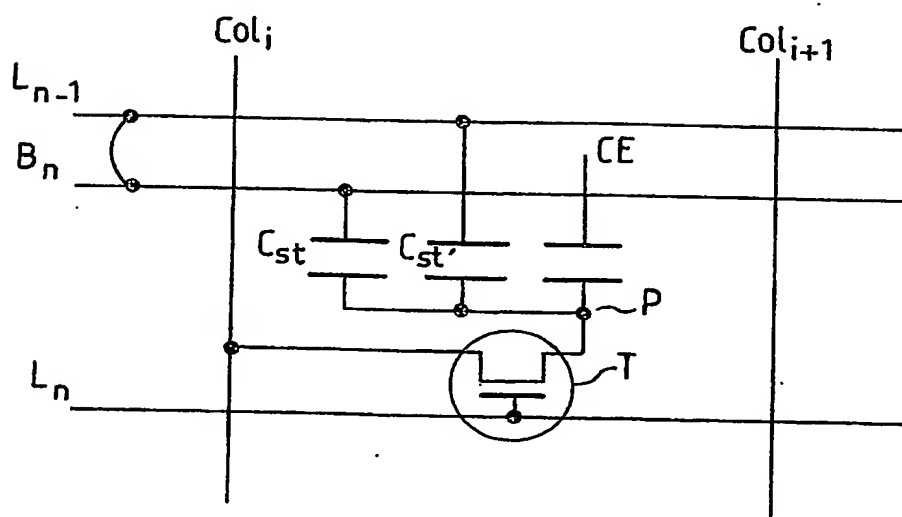 Col_i
Col_{i+1}
L_{n-1}
B_n
CE
C_st
C_st'
P
T
L_n